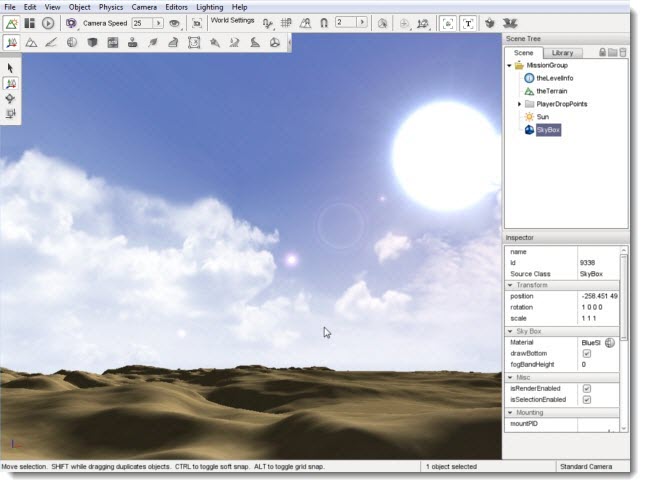 File Edit View Object Physics Camera Editors Lighting Help
Camera Speed 25 World Settings 2
Scene Tree
Scene Library
MissionGroup
theLevelInfo
theTerrain
PlayerDropPoints
Sun
SkyBox
Inspector
name
Id 9338
Source Class SkyBox
Transform
position -258.451 49
rotation 1 0 0 0
scale 1 1 1
Sky Box
Material BlueSl
drawBottom
fogBandHeight 0
Misc
isRenderEnabled
isSelectionEnabled
Mounting
mountPID
Move selection. SHIFT while dragging duplicates objects. CTRL to toggle soft snap. ALT to toggle grid snap. 1 object selected Standard Camera